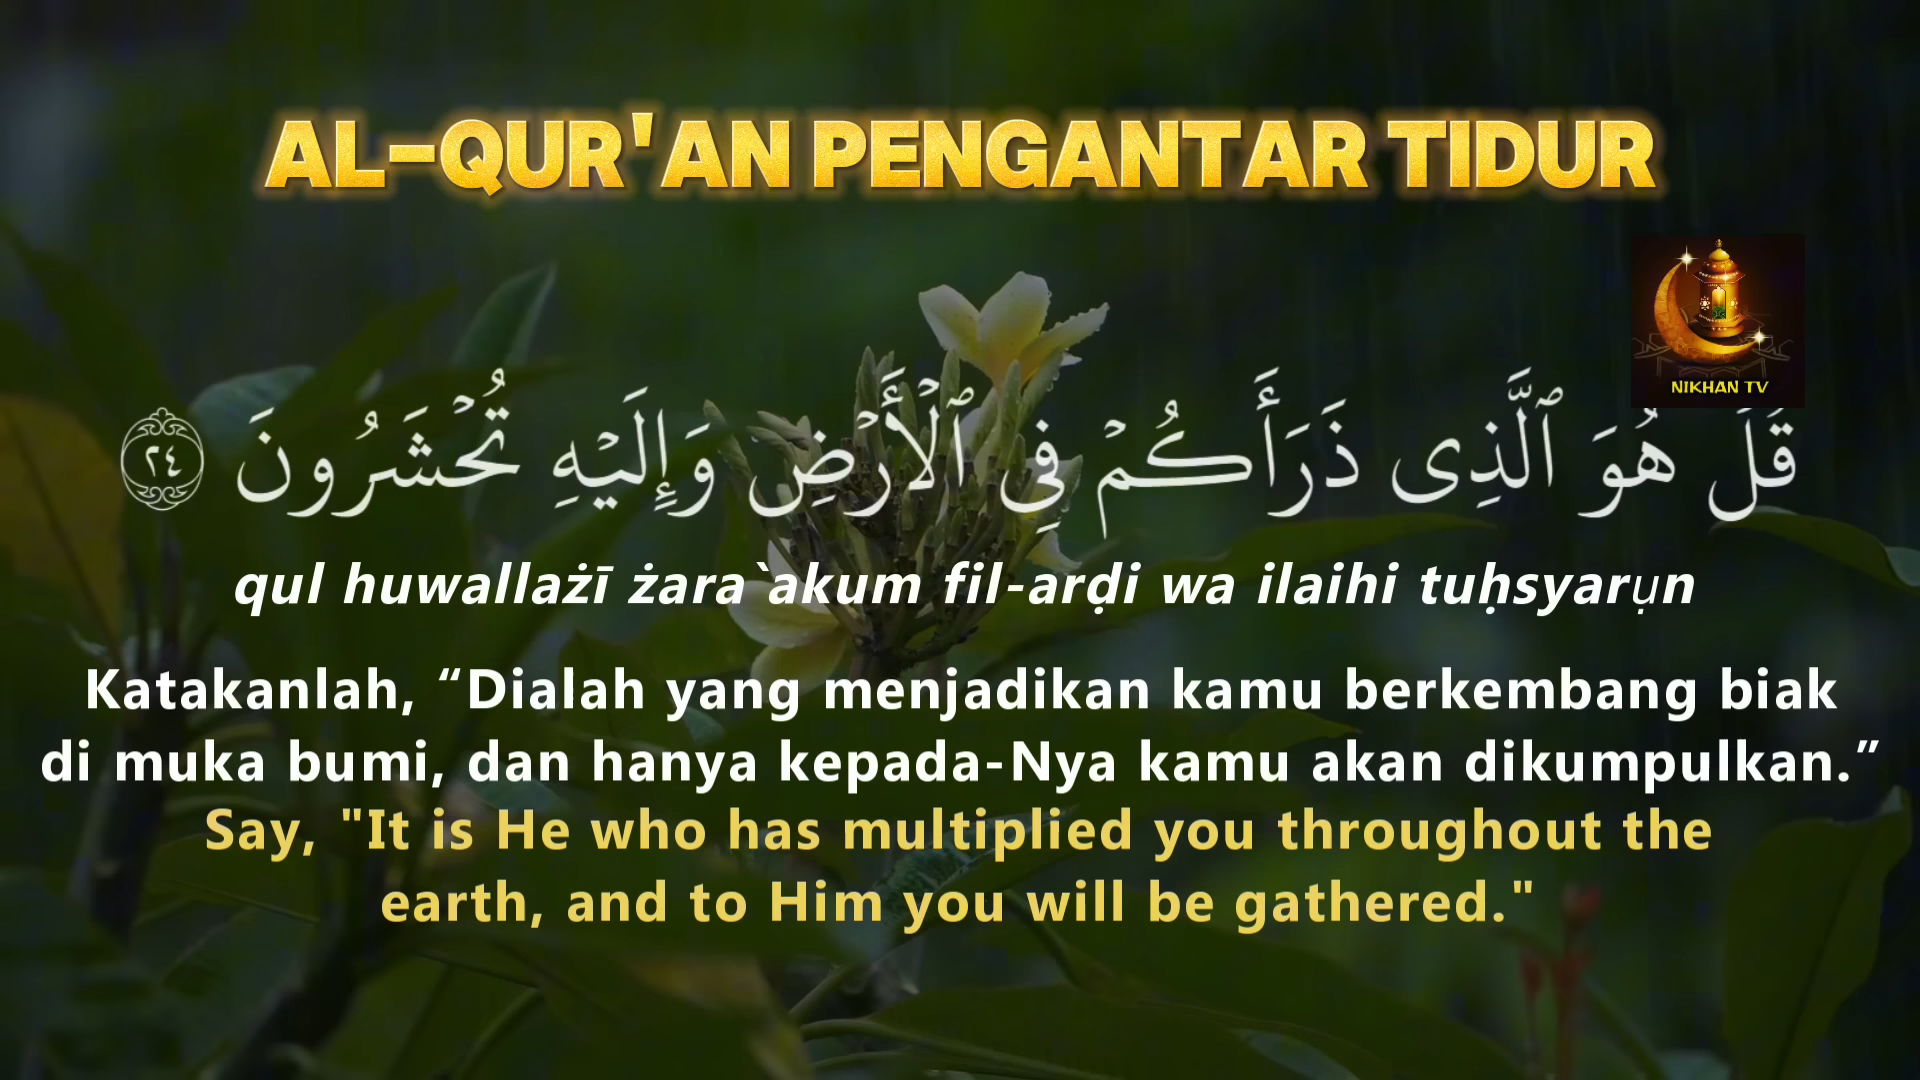 AL-QUR'AN PENGANTAR TIDUR
NIKHAN TV
قُلۡ هُوَ ٱلَّذِى ذَرَأَكُمۡ فِى ٱلۡأَرۡضِ وَإِلَيۡهِ تُحۡشَرُونَ ٢٤
qul huwallażī żara`akum fil-arḍi wa ilaihi tuḥsyarụn
Katakanlah, “Dialah yang menjadikan kamu berkembang biak
di muka bumi, dan hanya kepada-Nya kamu akan dikumpulkan.”
Say, "It is He who has multiplied you throughout the
earth, and to Him you will be gathered."